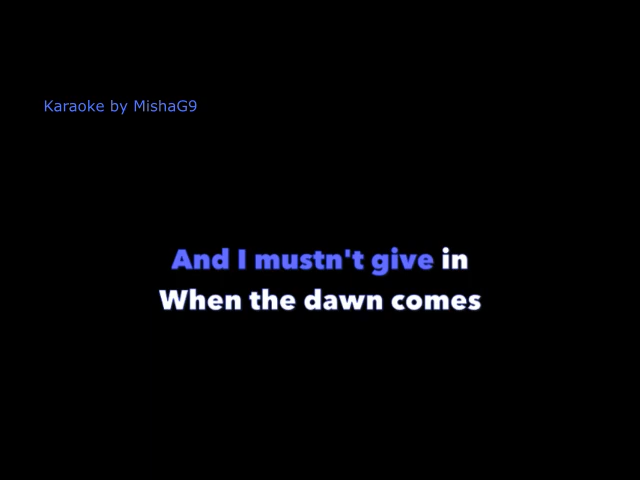 Karaoke by MishaG9
And I mustn't give in
When the dawn comes